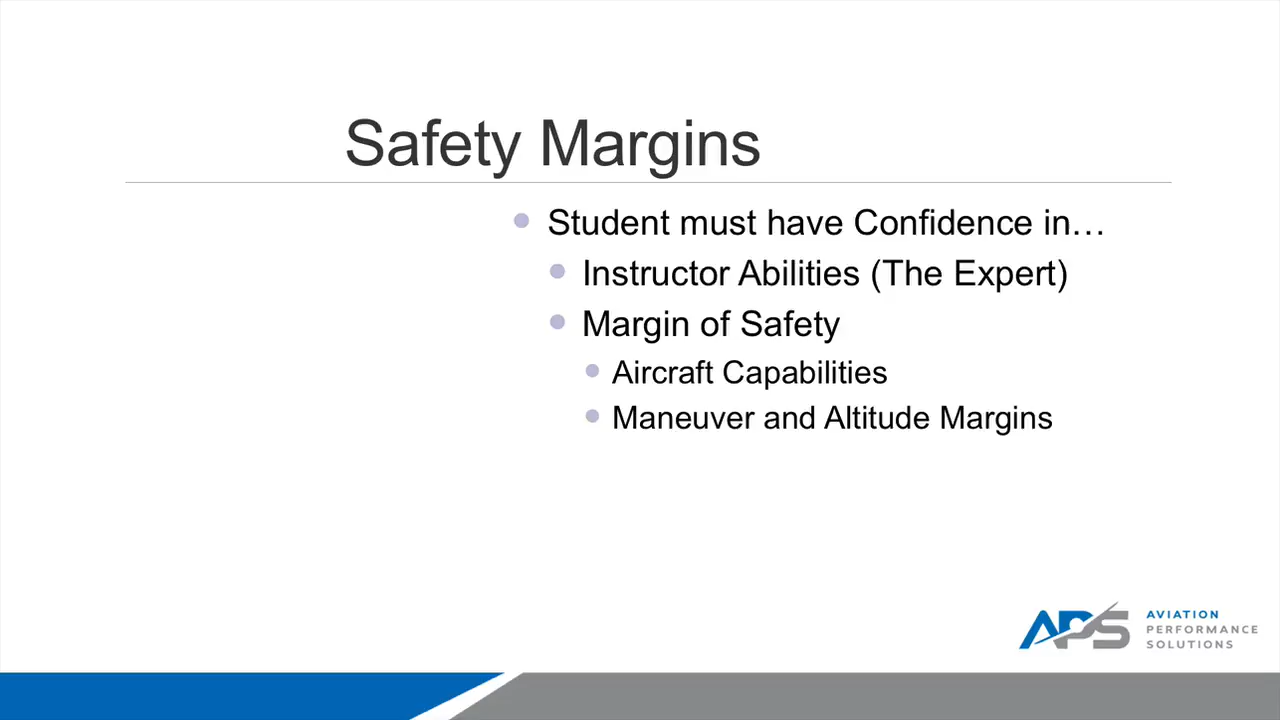 Safety Margins
Student must have Confidence in…
Instructor Abilities (The Expert)
Margin of Safety
Aircraft Capabilities
Maneuver and Altitude Margins
APS
AVIATION
PERFORMANCE
SOLUTIONS